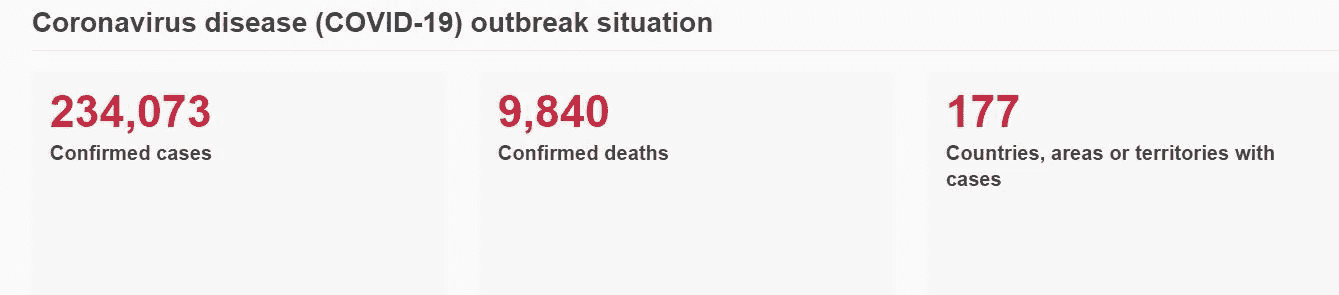 Coronavirus disease (COVID-19) outbreak situation
234,073
Confirmed cases
9,840
Confirmed deaths
177
Countries, areas or territories with
cases